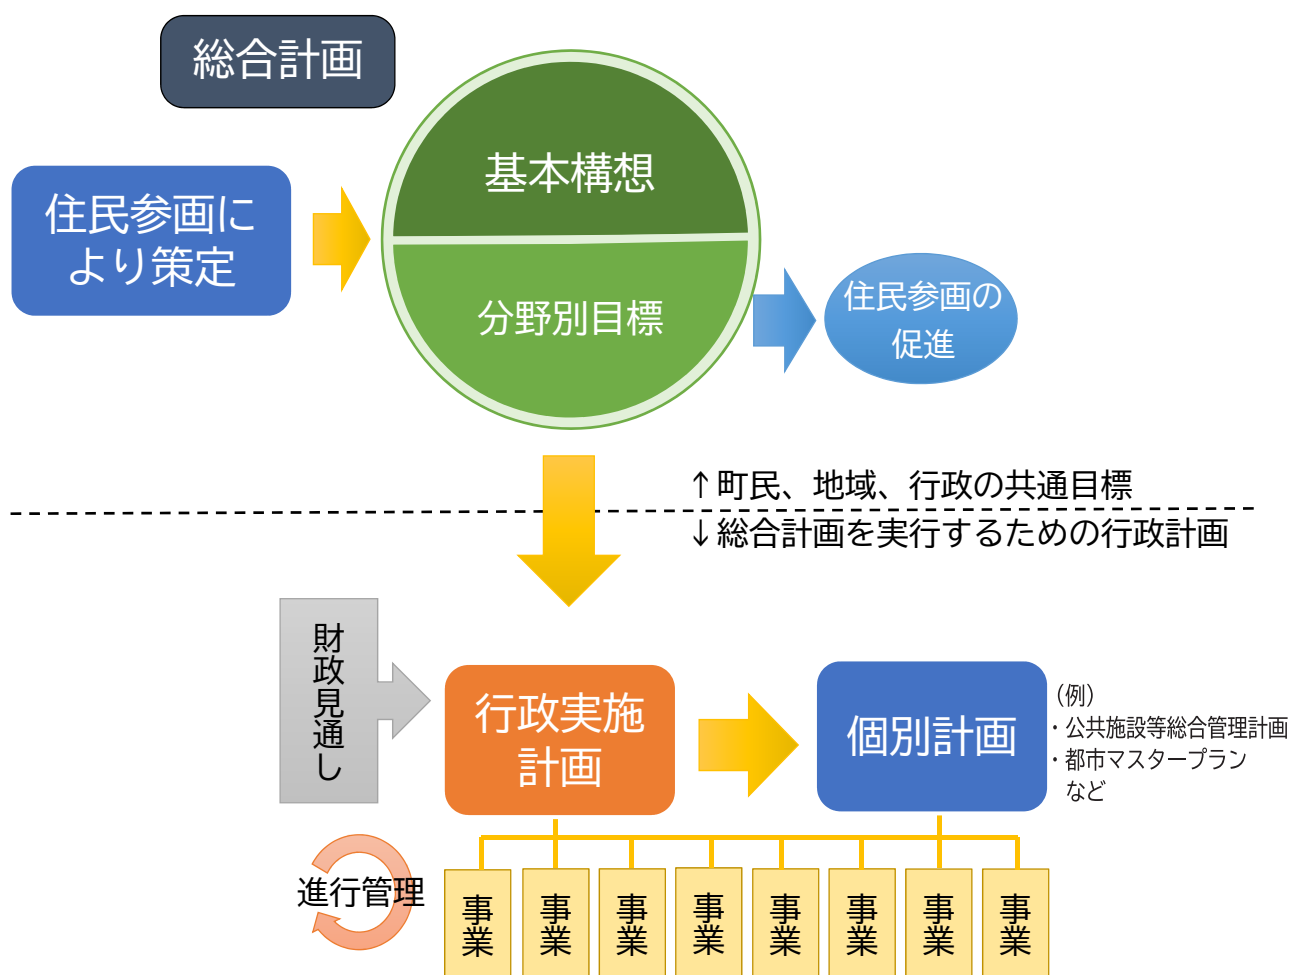 総合計画
基本構想
住民参画に
より策定
分野別目標
住民参画の
促進
↑町民、地域、行政の共通目標
↓総合計画を実行するための行政計画
財政見通し
行政実施
計画
個別計画
（例）
・公共施設等総合管理計画
・都市マスタープラン
など
進行管理
事業
事業
事業
事業
事業
事業
事業
事業